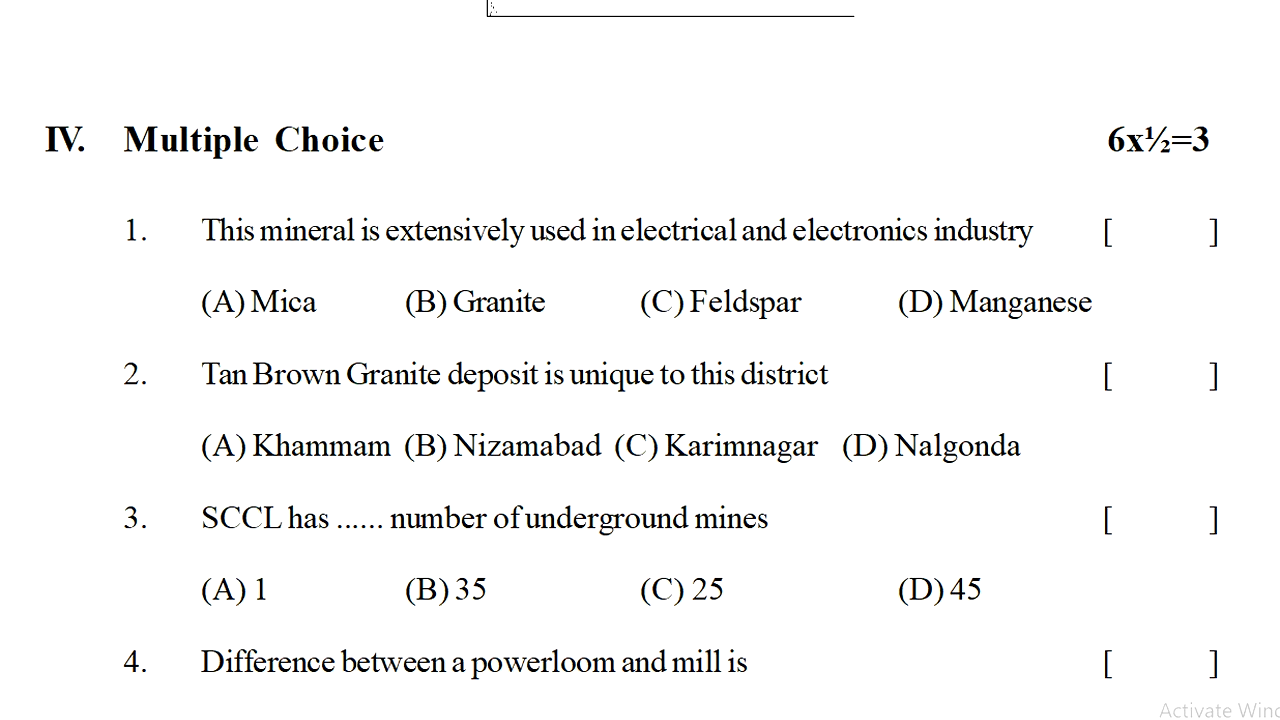 IV. Multiple Choice 6x½=3
1. This mineral is extensively used in electrical and electronics industry [ ]
(A) Mica (B) Granite (C) Feldspar (D) Manganese
2. Tan Brown Granite deposit is unique to this district [ ]
(A) Khammam (B) Nizamabad (C) Karimnagar (D) Nalgonda
3. SCCL has ...... number of underground mines [ ]
(A) 1 (B) 35 (C) 25 (D) 45
4. Difference between a powerloom and mill is [ ]
Activate Wind